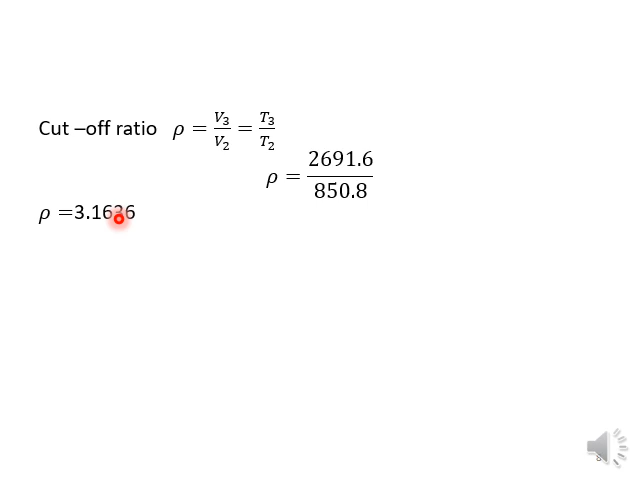 Cut –off ratio ρ = V₃/V₂ = T₃/T₂
ρ = 2691.6/850.8
ρ =3.1636